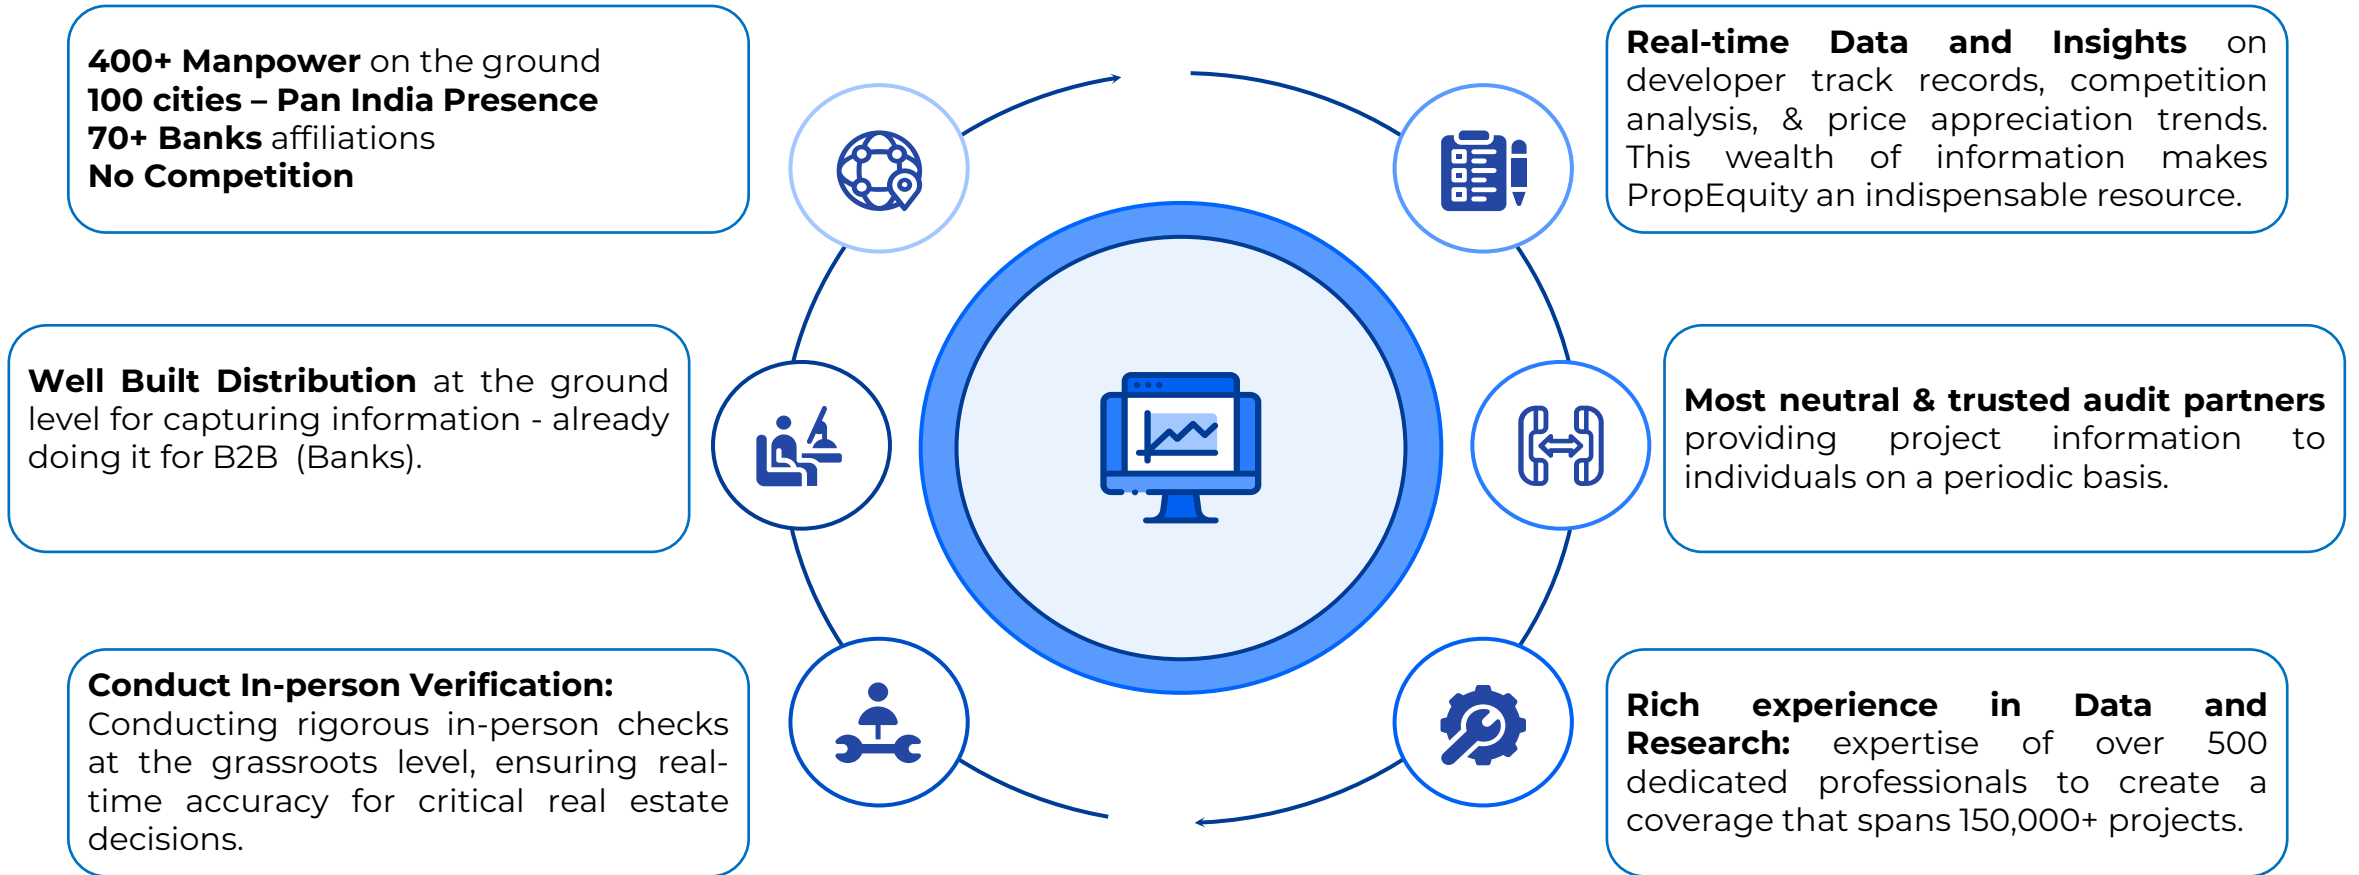 400+ Manpower on the ground
100 cities – Pan India Presence
70+ Banks affiliations
No Competition
Real-time Data and Insights on
developer track records, competition
analysis, & price appreciation trends.
This wealth of information makes
PropEquity an indispensable resource.
Well Built Distribution at the ground
level for capturing information - already
doing it for B2B (Banks).
Most neutral & trusted audit partners
providing project information to
individuals on a periodic basis.
Conduct In-person Verification:
Conducting rigorous in-person checks
at the grassroots level, ensuring real-
time accuracy for critical real estate
decisions.
Rich experience in Data and
Research: expertise of over 500
dedicated professionals to create a
coverage that spans 150,000+ projects.